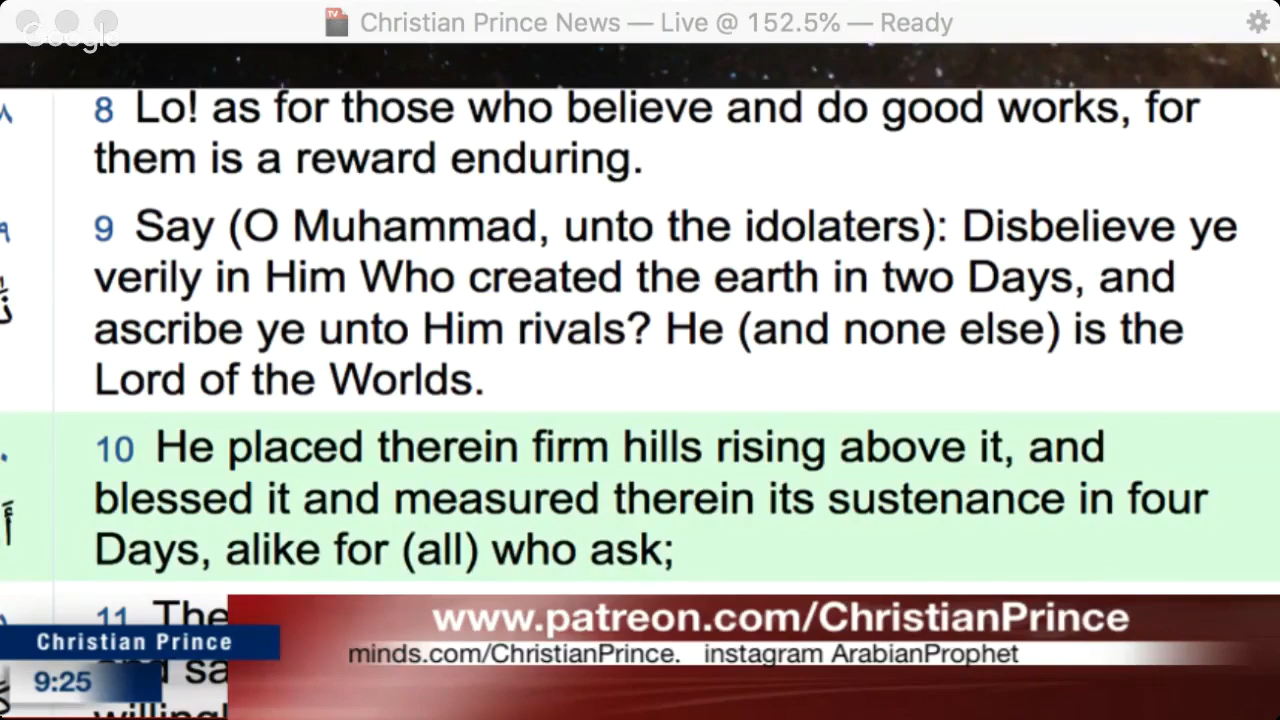 Christian Prince News — Live @ 152.5% — Ready
Google
8 Lo! as for those who believe and do good works, for
them is a reward enduring.
9 Say (O Muhammad, unto the idolaters): Disbelieve ye
verily in Him Who created the earth in two Days, and
ascribe ye unto Him rivals? He (and none else) is the
Lord of the Worlds.
10 He placed therein firm hills rising above it, and
blessed it and measured therein its sustenance in four
Days, alike for (all) who ask;
11 The
www.patreon.com/ChristianPrince
Christian Prince
minds.com/ChristianPrince. instagram ArabianProphet
9:25